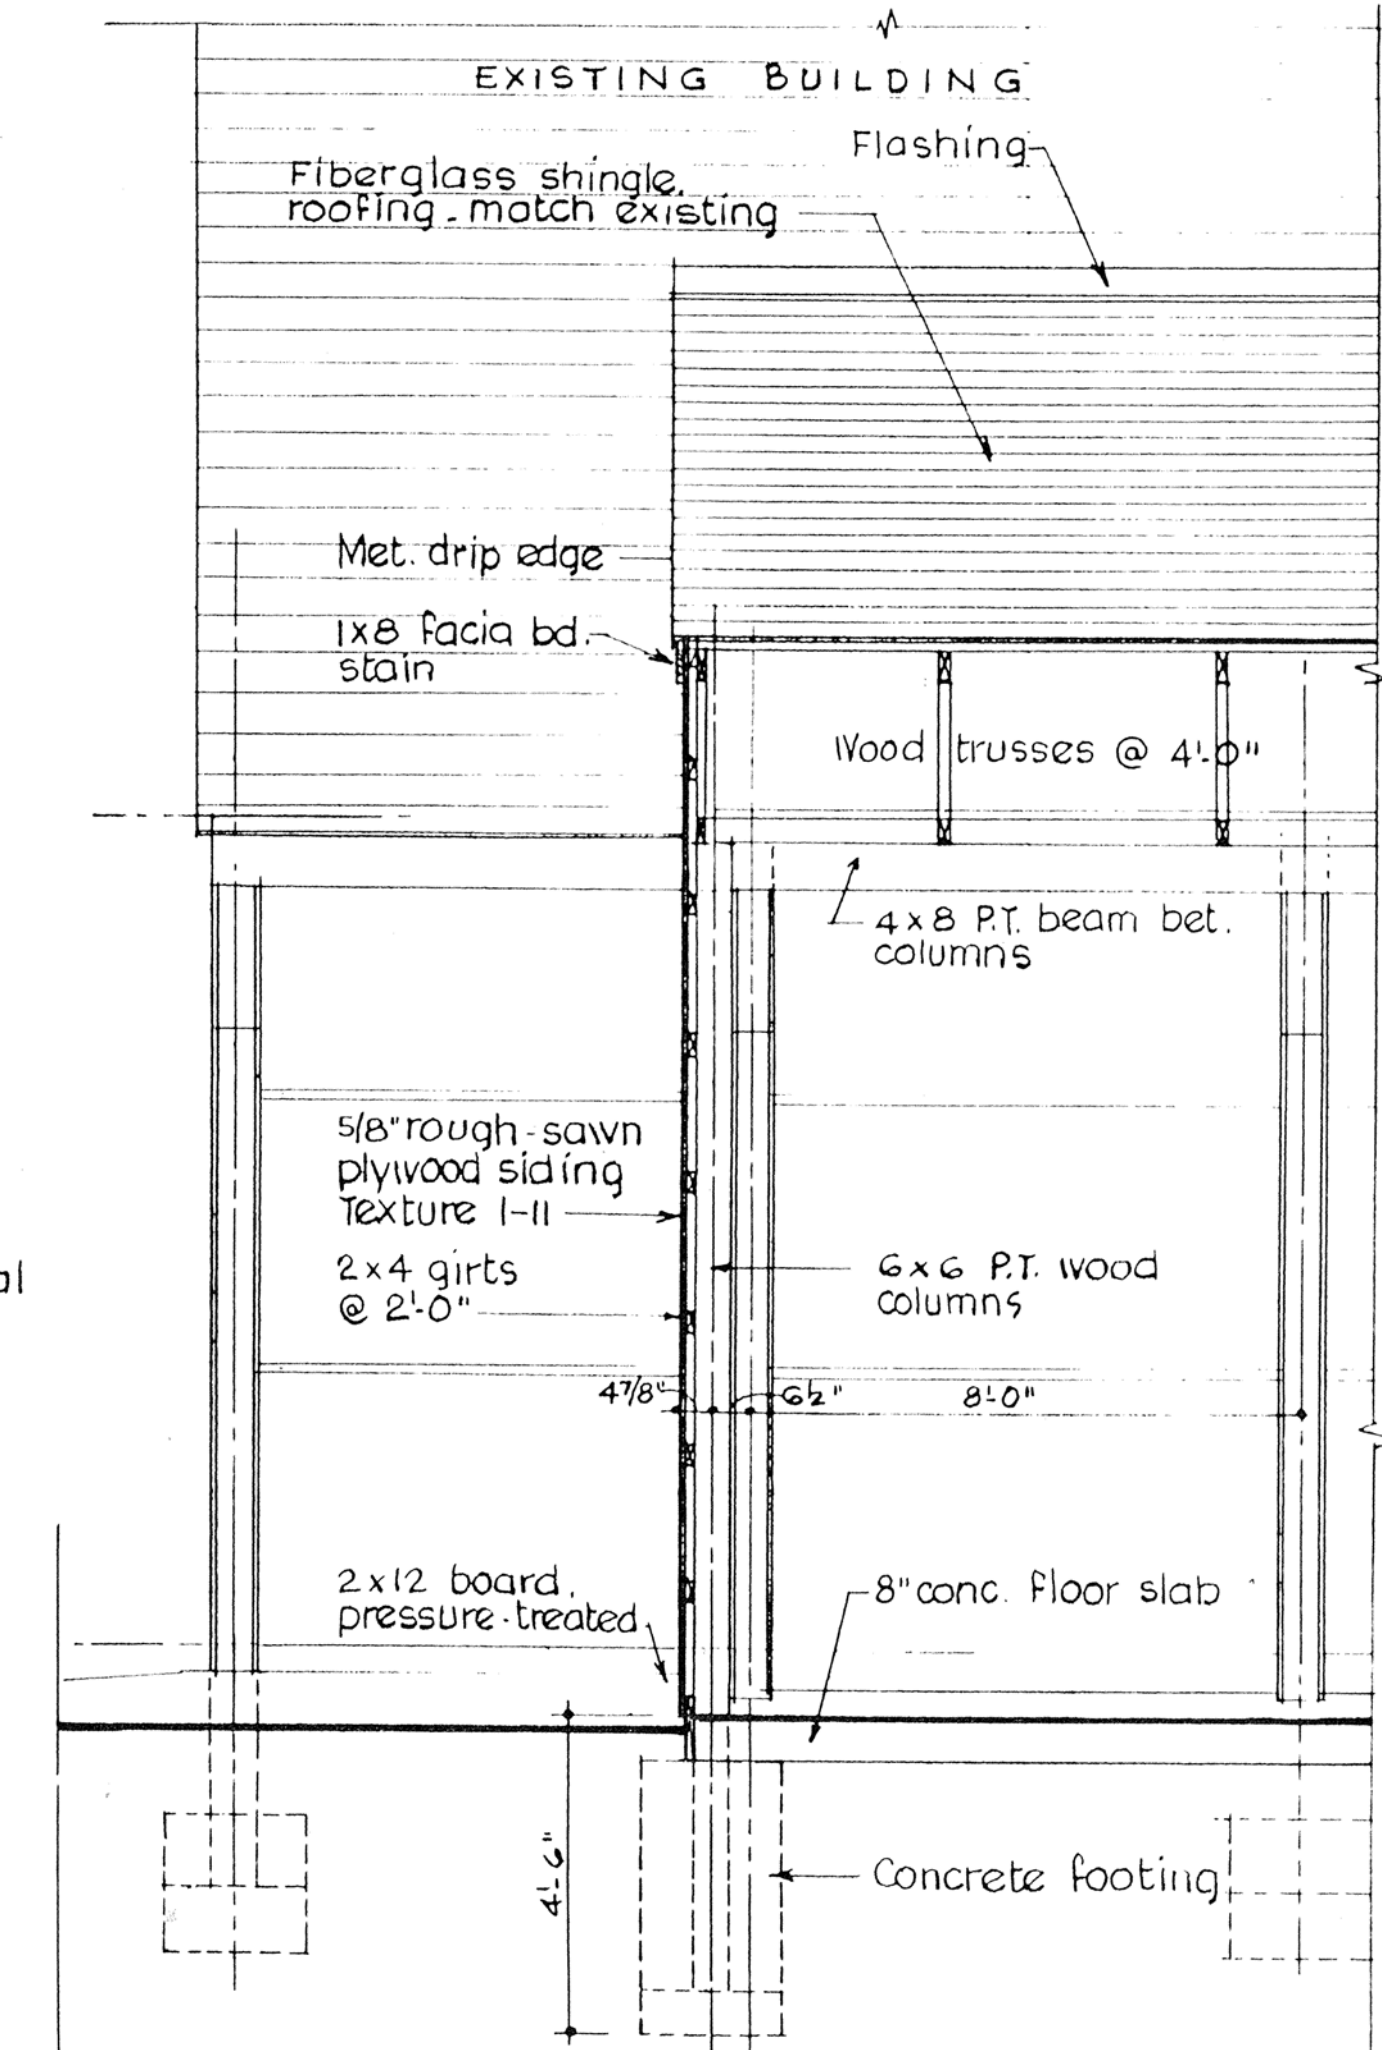 EXISTING BUILDING
Flashing
Fiberglass shingle.
roofing - match existing
Met. drip edge
1x8 facia bd.
stain
Wood trusses @ 4'-0"
4x8 P.T. beam bet.
columns
5/8" rough-sawn
plywood siding
Texture 1-11
2x4 girts
@ 2'-0"
6x6 P.T. wood
columns
4 7/8"
6 1/2"
8'-0"
2x12 board,
pressure-treated
8" conc. floor slab
4'-6"
Concrete footing